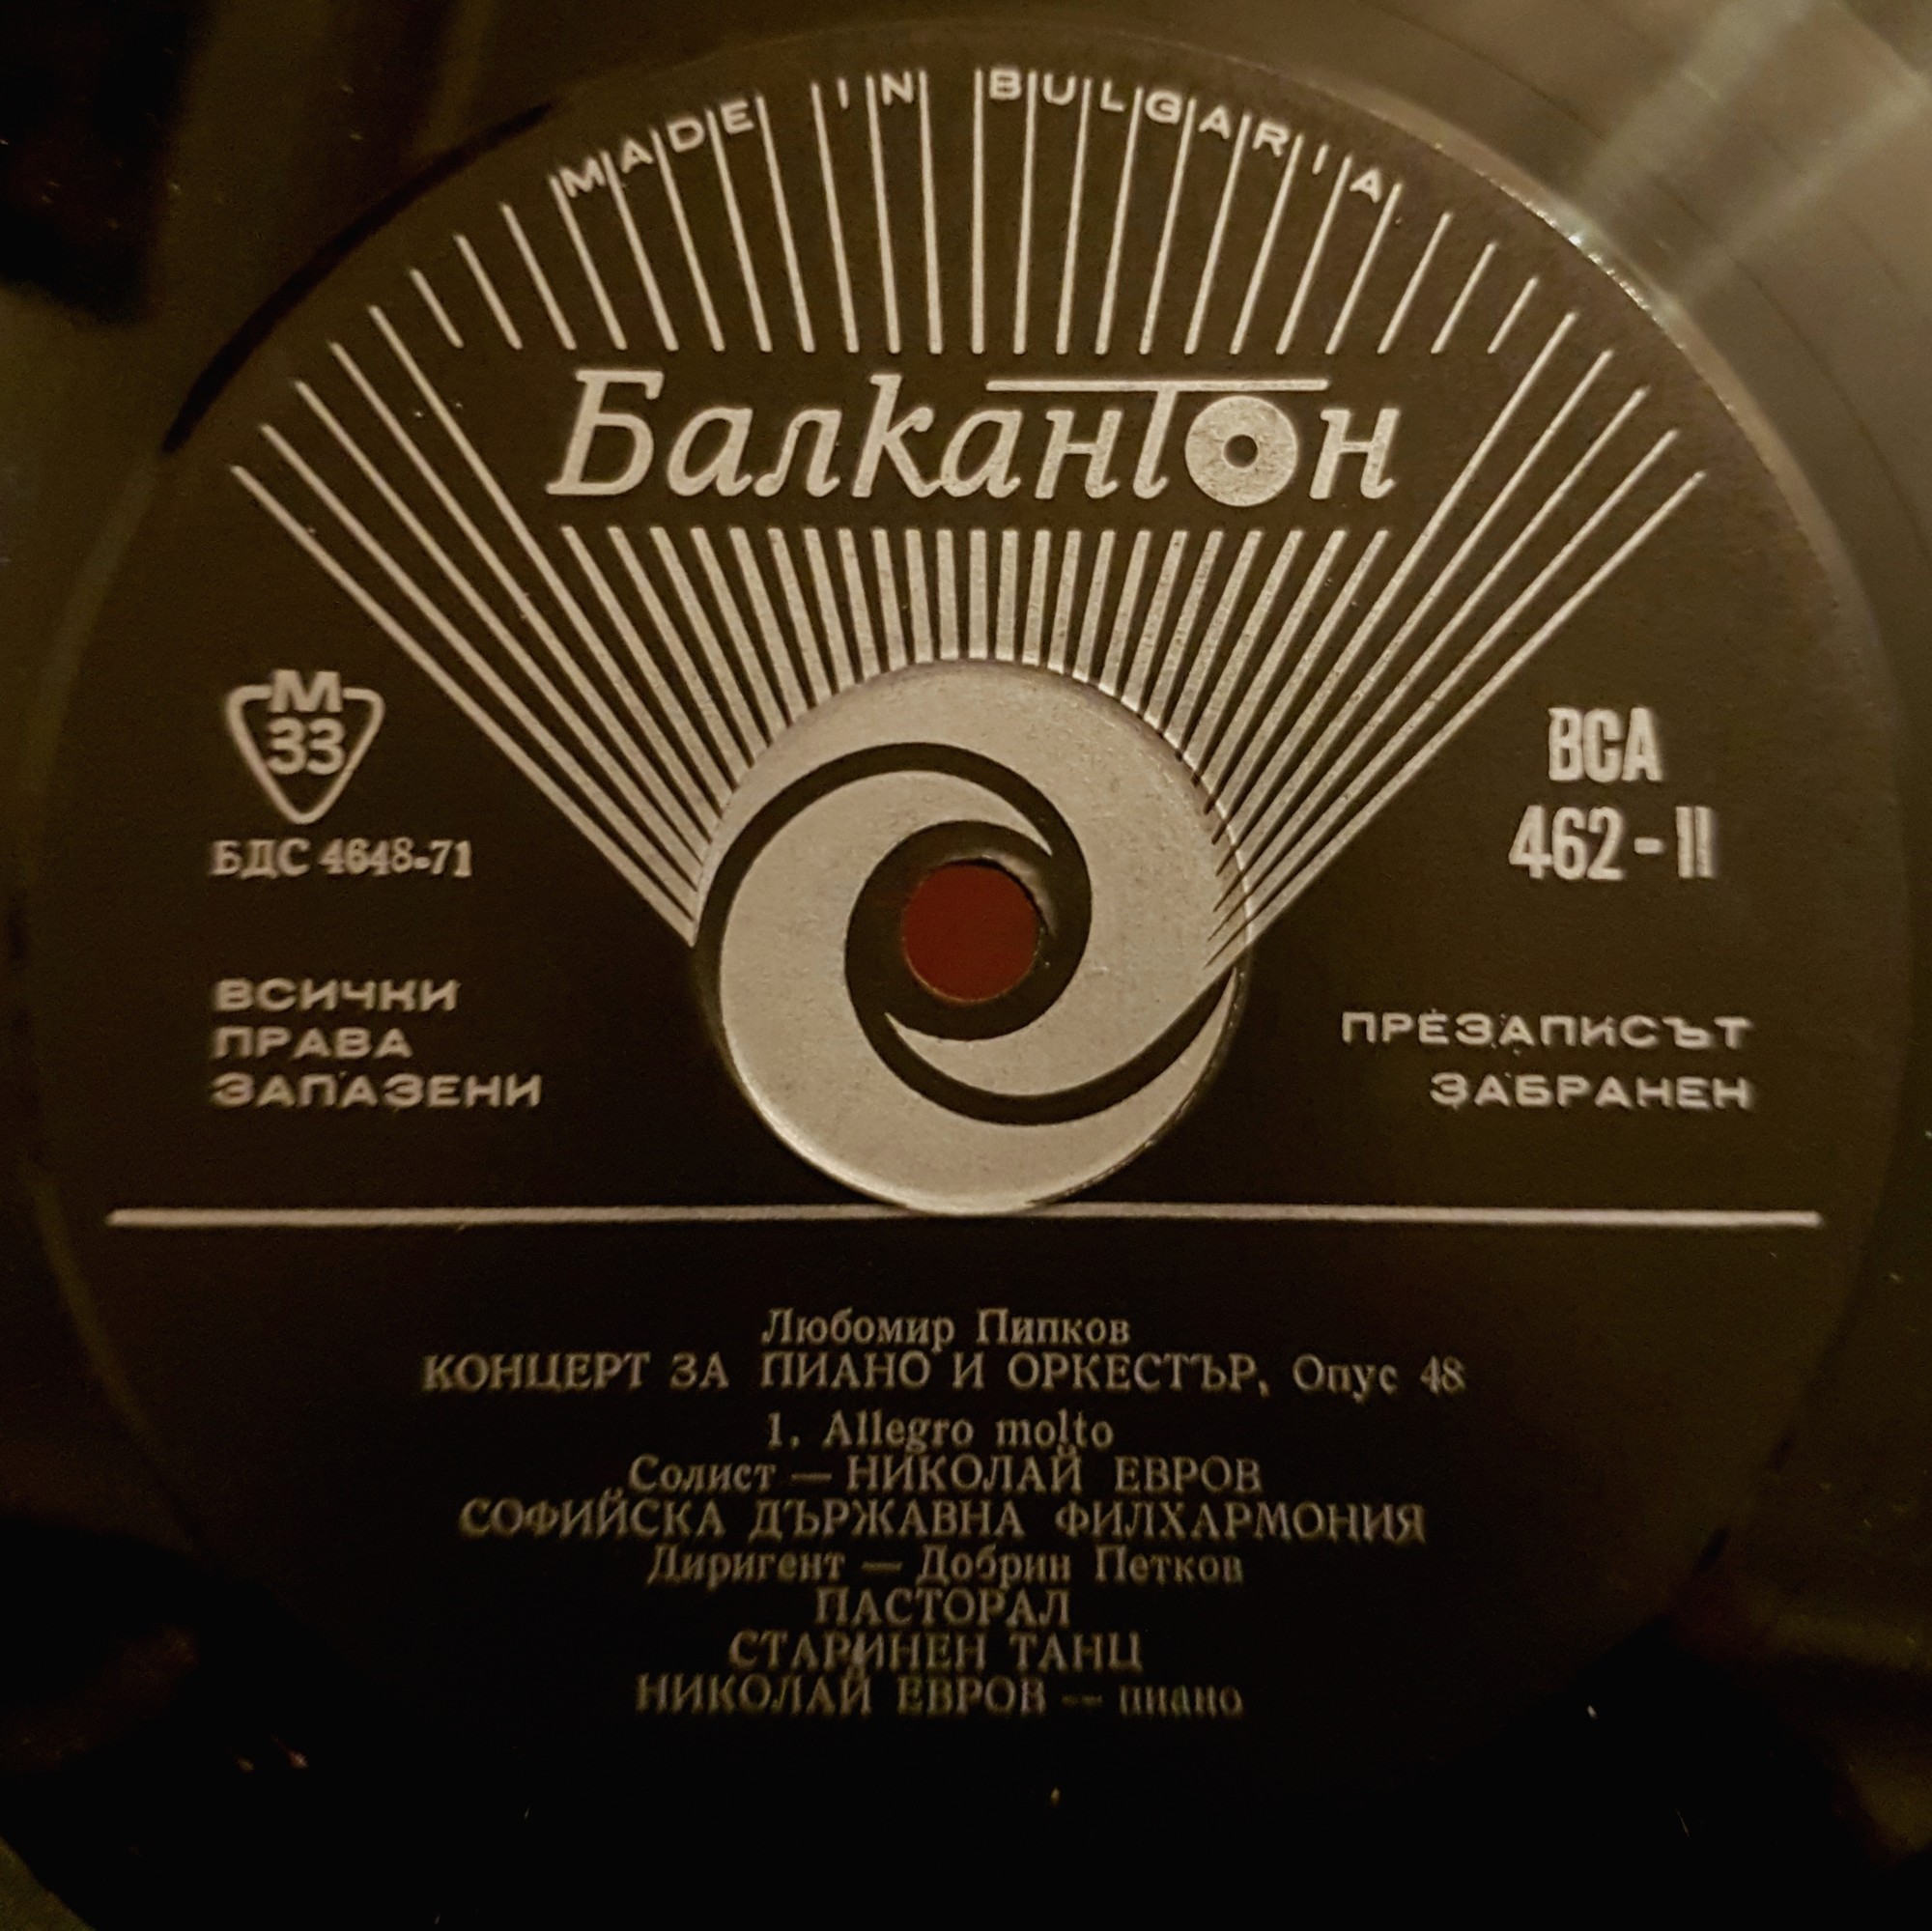 MADE IN BULGARIA
Балкантон
М
33
БДС 4648-71
ВСА
462-II
ВСИЧКИ
ПРАВА
ЗАПАЗЕНИ
ПРЕЗАПИСЪТ
ЗАБРАНЕН
Любомир Пипков
КОНЦЕРТ ЗА ПИАНО И ОРКЕСТЪР, Опус 48
1. Allegro molto
Солист — НИКОЛАЙ ЕВРОВ
СОФИЙСКА ДЪРЖАВНА ФИЛХАРМОНИЯ
Диригент — Добрин Петков
ПАСТОРАЛ
СТАРИНЕН ТАНЦ
НИКОЛАЙ ЕВРОВ — пиано